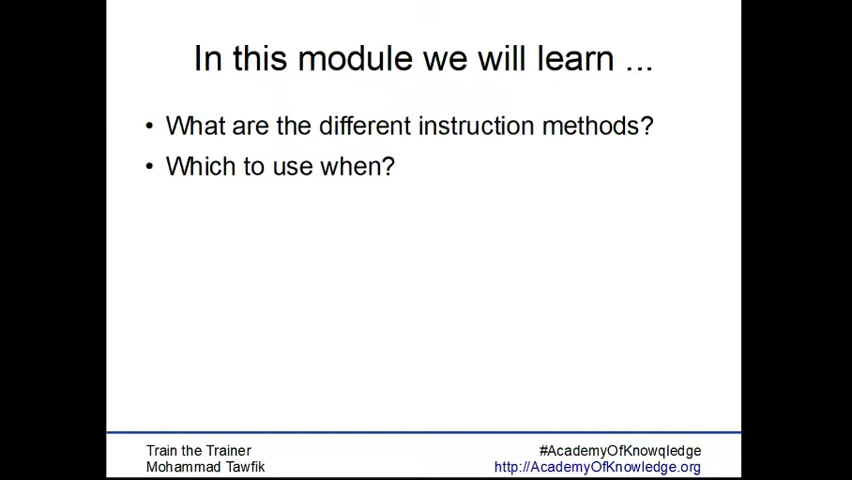 In this module we will learn ...
• What are the different instruction methods?
• Which to use when?
Train the Trainer
Mohammad Tawfik
#AcademyOfKnowqledge
http://AcademyOfKnowledge.org